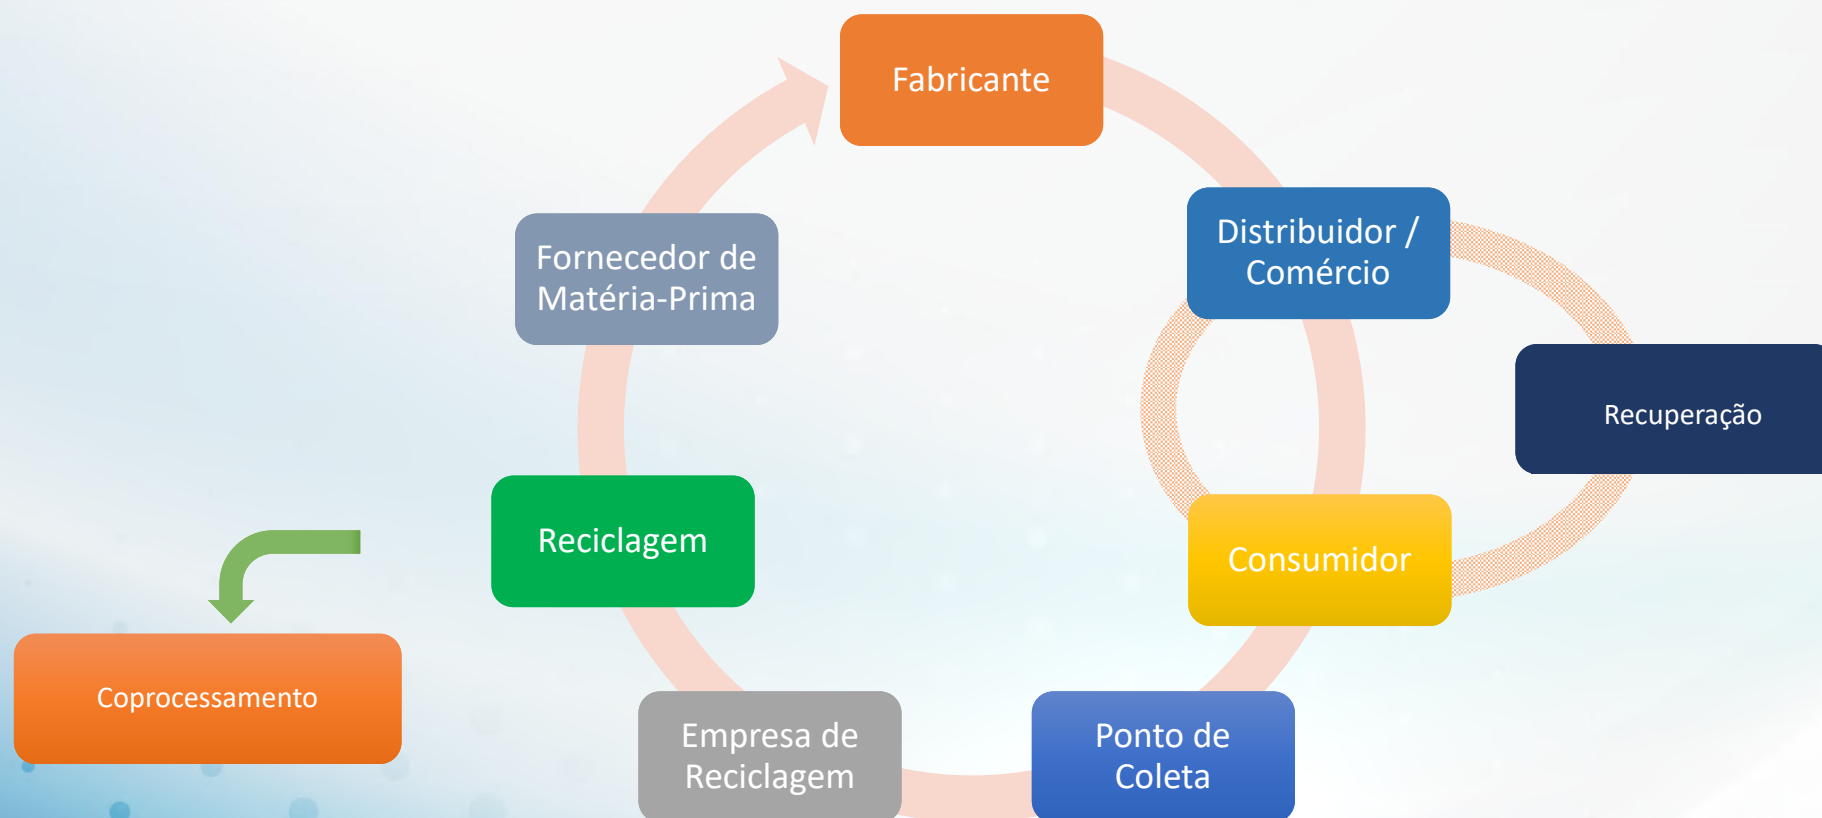 Fabricante
Distribuidor /
Comércio
Fornecedor de
Matéria-Prima
Recuperação
Reciclagem
Consumidor
Coprocessamento
Empresa de
Reciclagem
Ponto de
Coleta